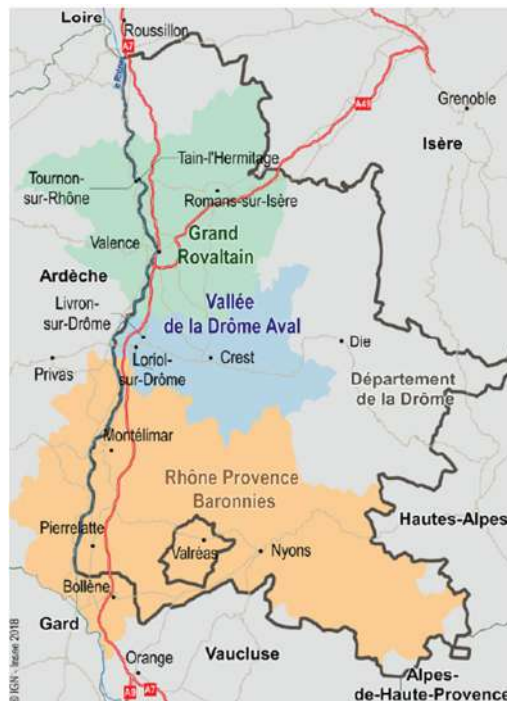 Loire
Roussillon
A7
le Rhône
A49
Grenoble
Isère
Tain-l'Hermitage
Tournon-
sur-Rhône
Romans-sur-Isère
Valence
Grand
Rovaltain
Ardèche
Livron-
sur-Drôme
Vallée
de la Drôme Aval
Die
Privas
Loriol-
sur-Drôme
Crest
Département
de la Drôme
Montélimar
Rhône Provence
Baronnies
Hautes-Alpes
Pierrelatte
Valréas
Nyons
Bollène
Gard
Orange
Vaucluse
Alpes-
de-Haute-Provence
A9
A7
© IGN - Insee 2018